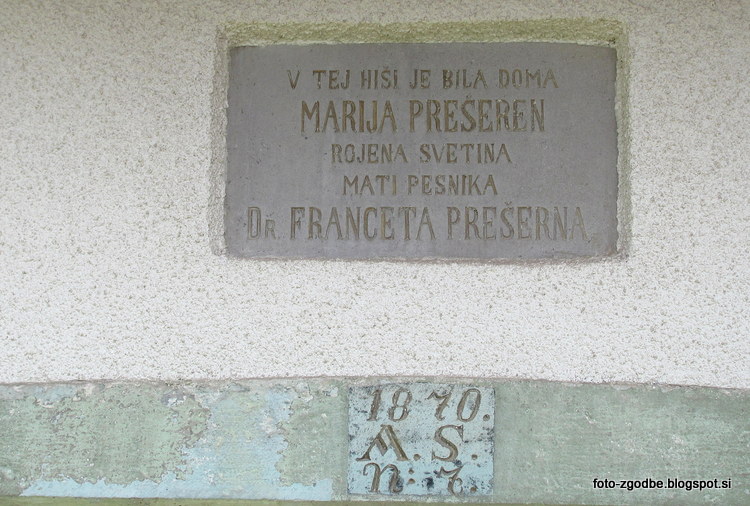 V TEJ HIŠI JE BILA DOMA
MARIJA PREŠEREN
ROJENA SVETINA
MATI PESNIKA
DR. FRANCETA PREŠERNA.
1870.
M. S.
N: 7.
foto-zgodbe.blogspot.si